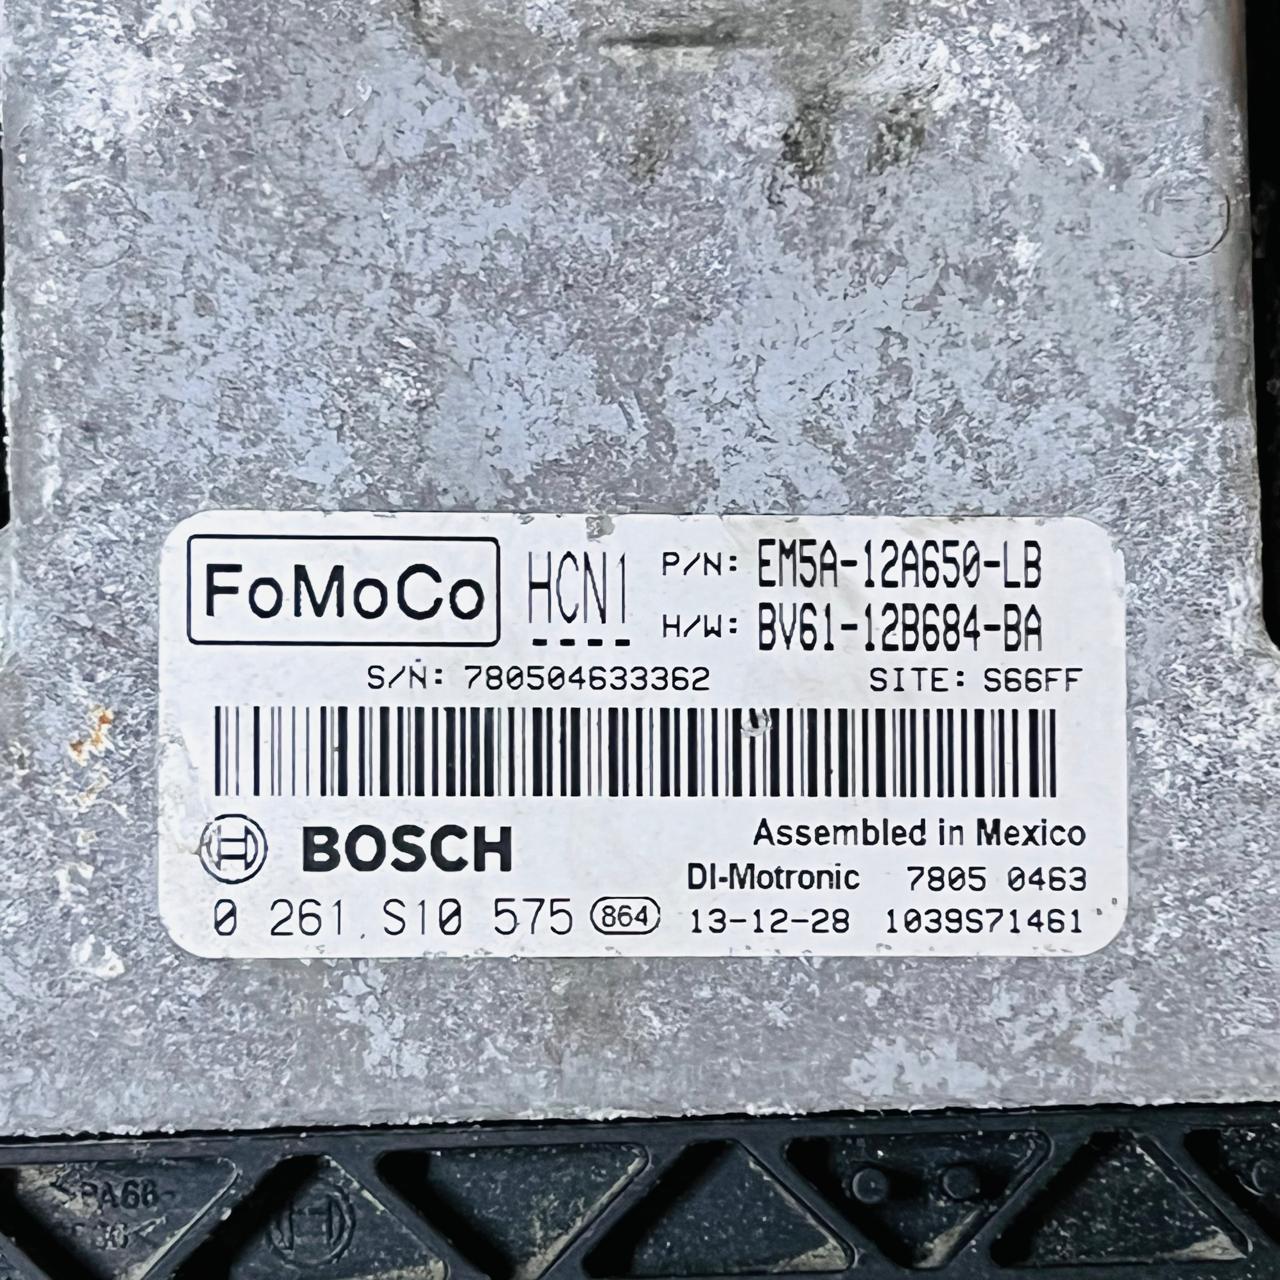 FoMoCo HCN1 P/N: EM5A-12A650-LB
H/W: BV61-12B684-BA
S/N: 780504633362 SITE: S66FF
BOSCH
Assembled in Mexico
DI-Motronic 7805 0463
0 261 S10 575 864 13-12-28 1039S71461
>PA66-